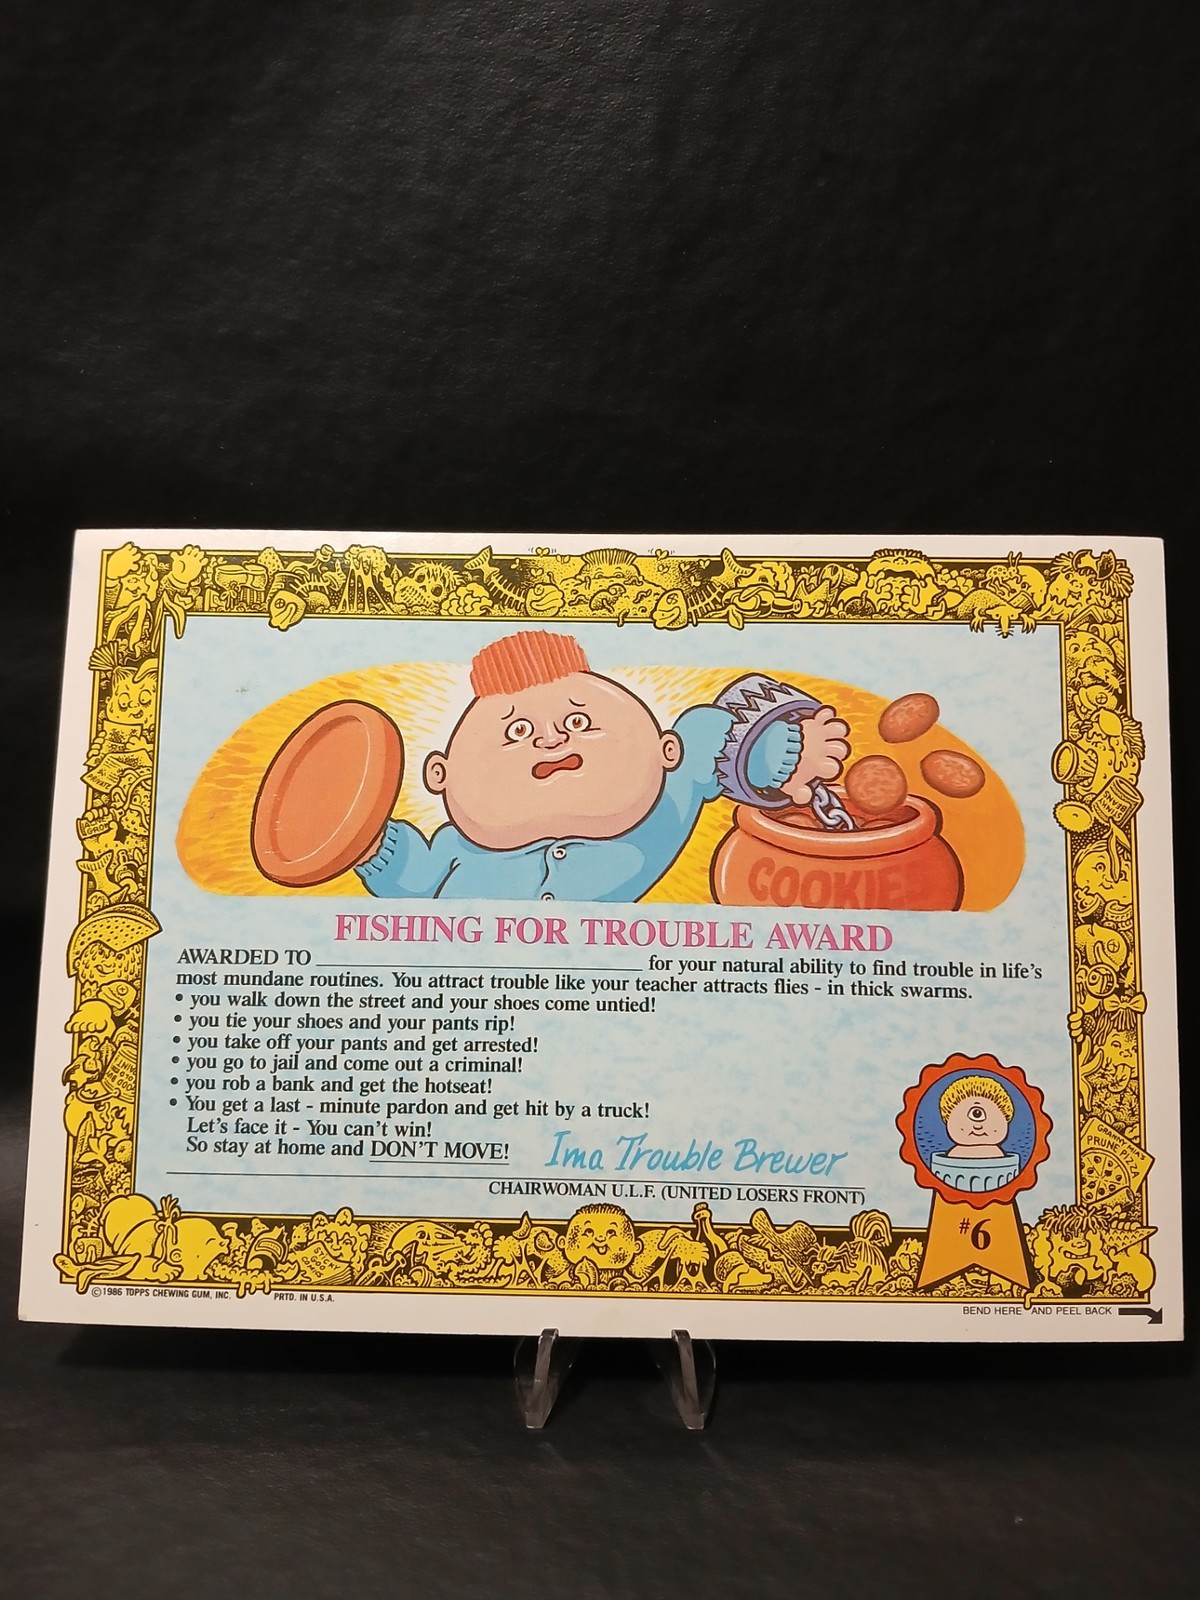 COOKIES
FISHING FOR TROUBLE AWARD
AWARDED TO ______________ for your natural ability to find trouble in life's
most mundane routines. You attract trouble like your teacher attracts flies - in thick swarms.
• you walk down the street and your shoes come untied!
• you tie your shoes and your pants rip!
• you take off your pants and get arrested!
• you go to jail and come out a criminal!
• you rob a bank and get the hotseat!
• You get a last - minute pardon and get hit by a truck!
Let's face it - You can't win!
So stay at home and DON'T MOVE!
Ima Trouble Brewer
CHAIRWOMAN U.L.F. (UNITED LOSERS FRONT)
GRANNY
PRUNE PIZZA
#6
©1986 TOPPS CHEWING GUM, INC.
PRTD. IN U.S.A.
BEND HERE AND PEEL BACK